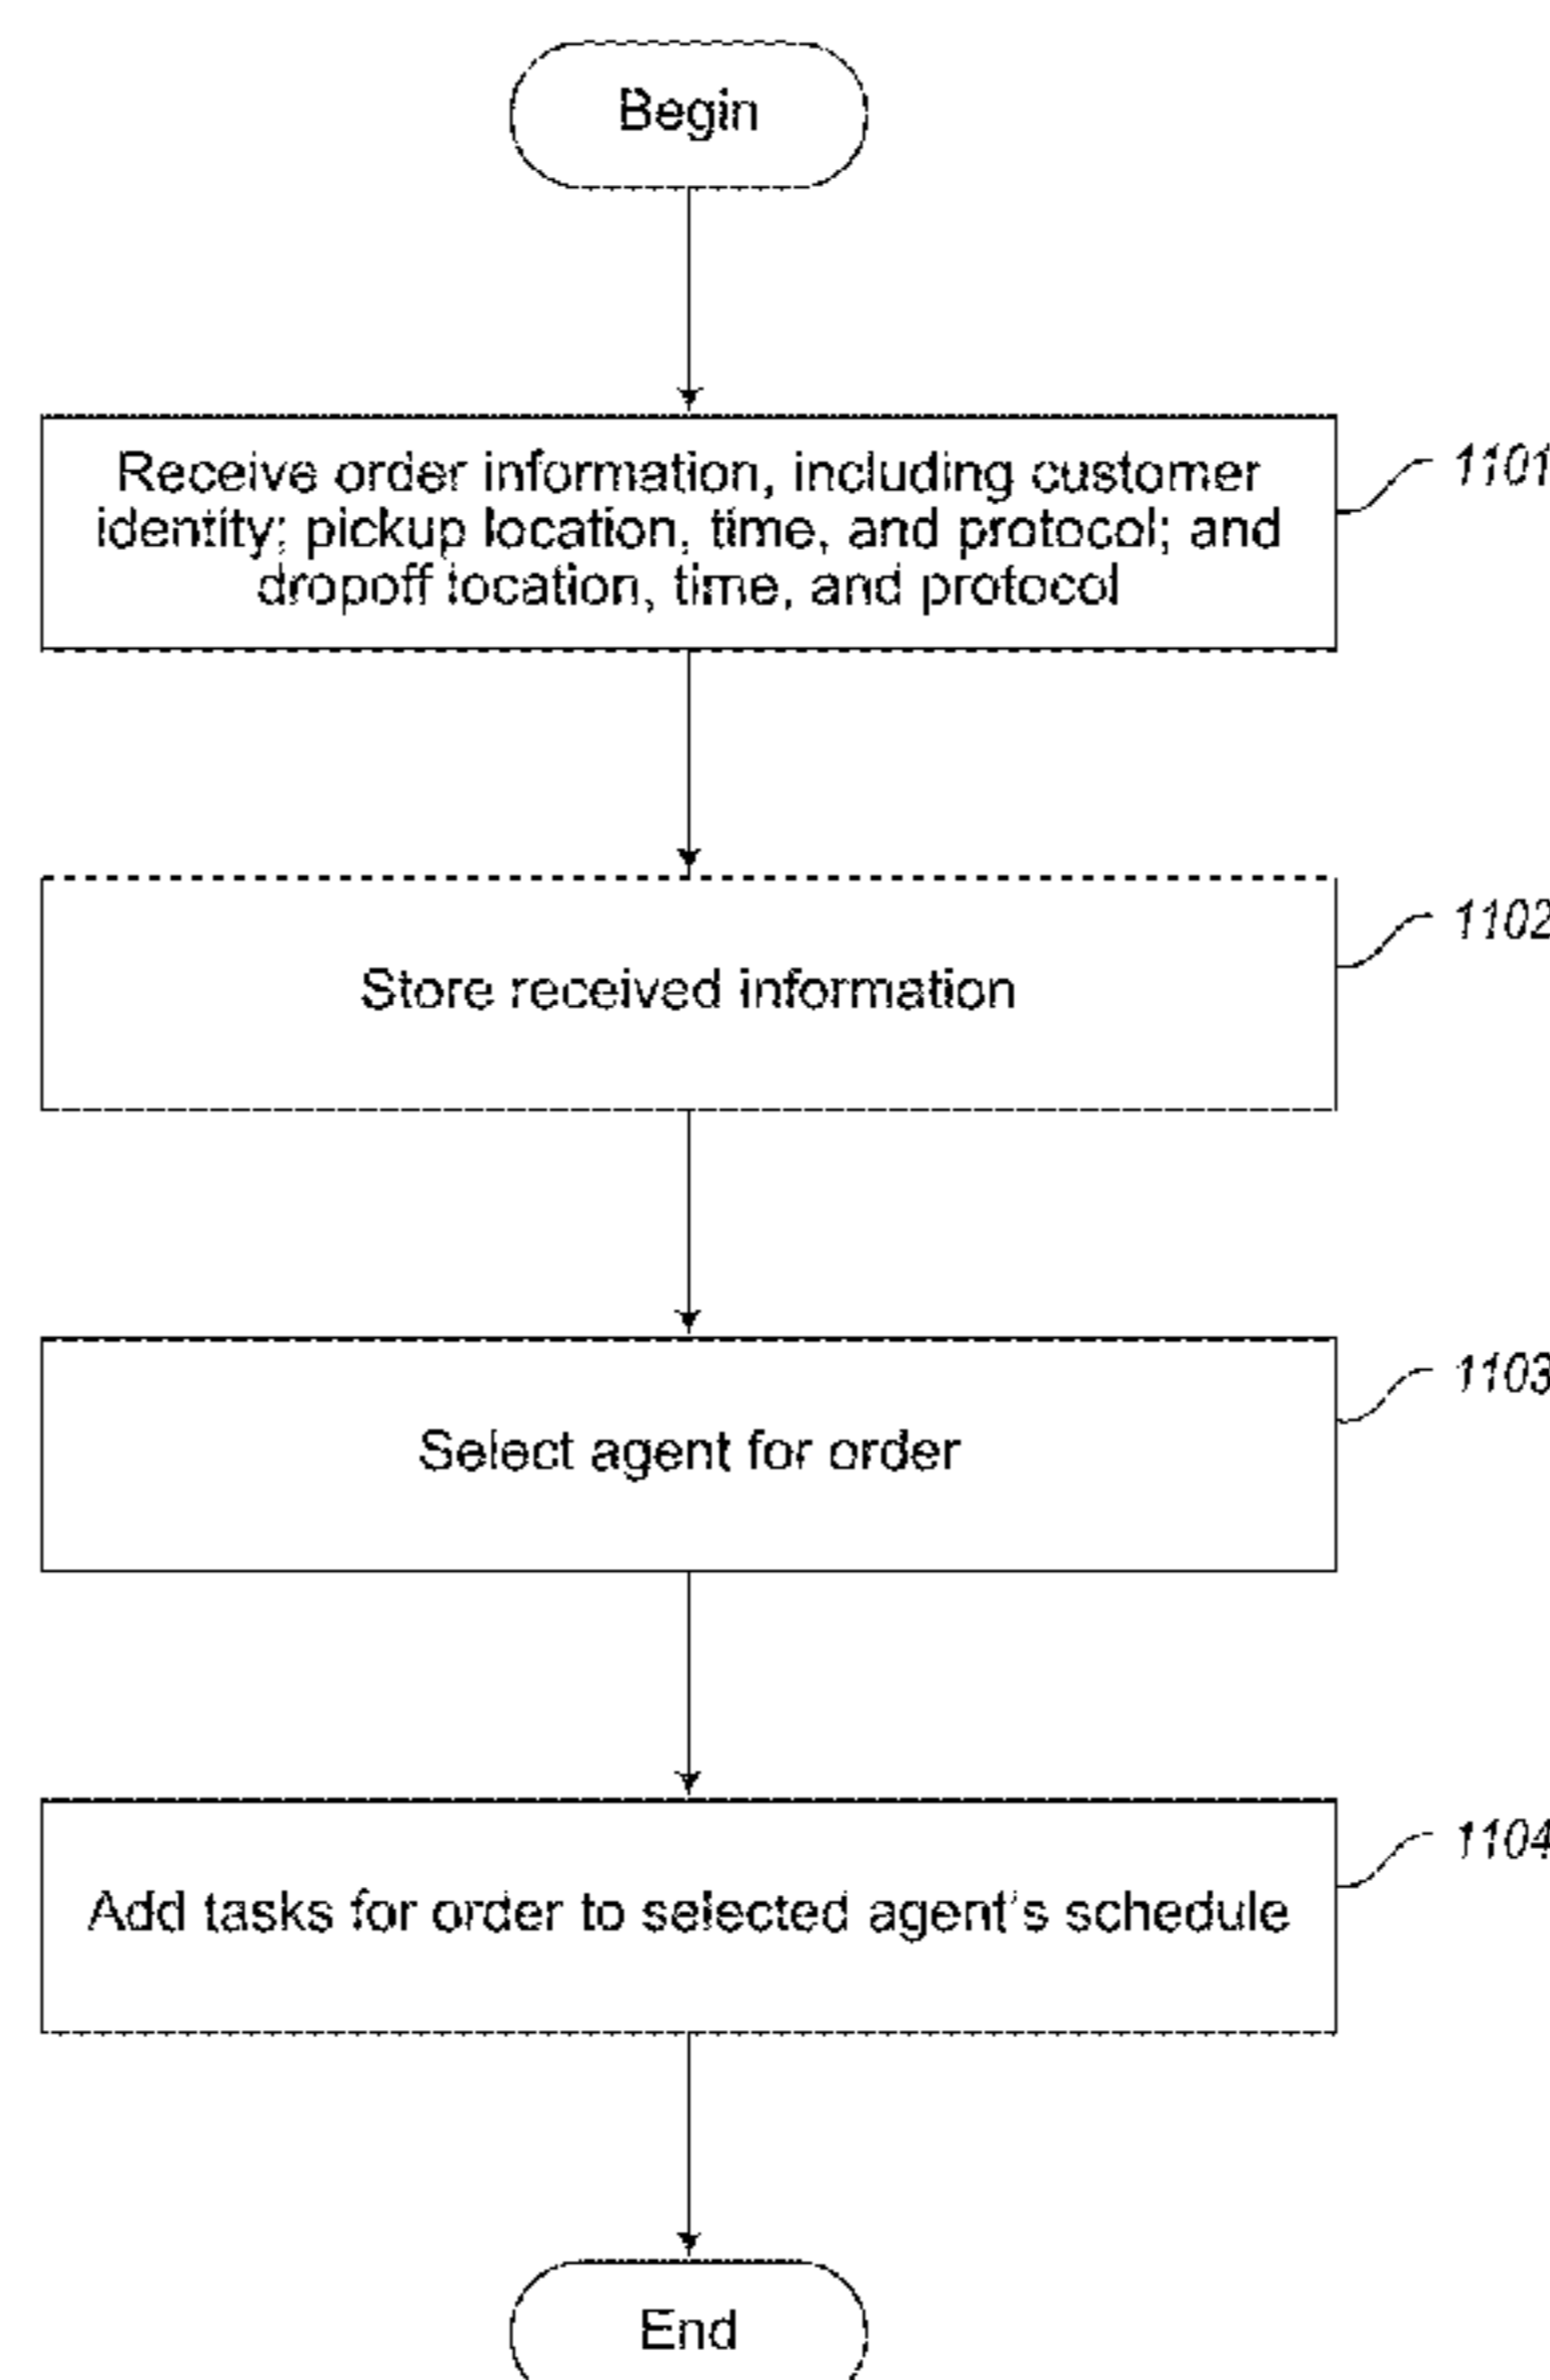 Begin
Receive order information, including customer
identity; pickup location, time, and protocol; and
dropoff location, time, and protocol
1101
Store received information
1102
Select agent for order
1103
Add tasks for order to selected agent's schedule
1104
End